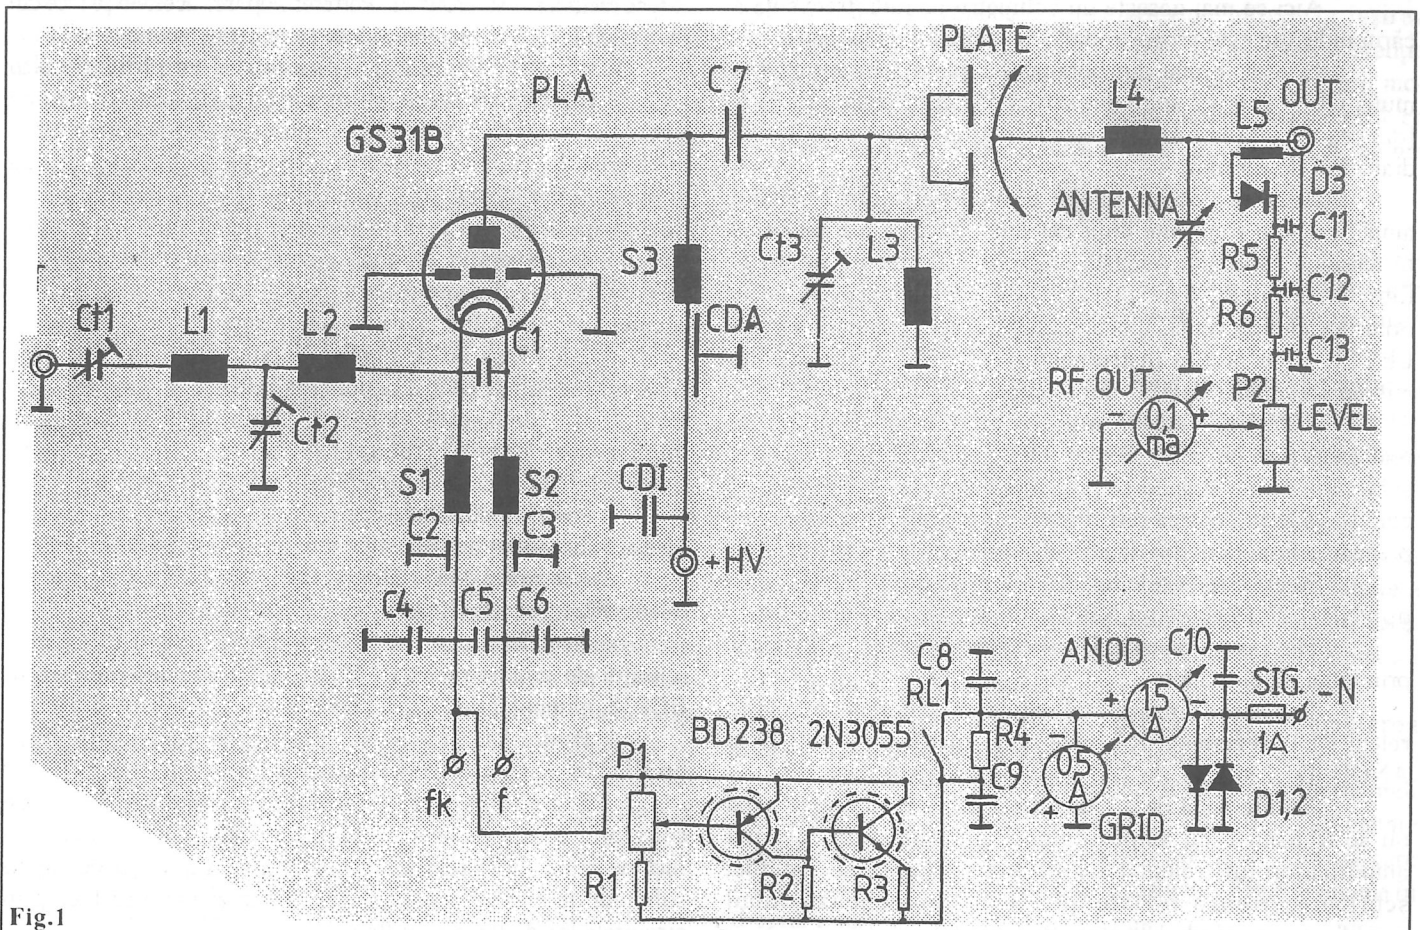 PLATE
C7
PLA
GS31B
L4
L5
OUT
D3
ANTENNA
C11
R5
C12
R6
C13
S3
Ct3
L3
CDA
Ct1
L1
L2
C1
Ct2
RF OUT
P2
- 0,1 ma +
LEVEL
S1
S2
CDI
C2
C3
+HV
C4
C5
C6
C8
ANOD
C10
RL1
+ 1,5 A -
SIG.
-N
1A
BD238
2N3055
R4
P1
C9
- 0,5 A +
D1,2
fk
f
GRID
R1
R2
R3
Fig.1